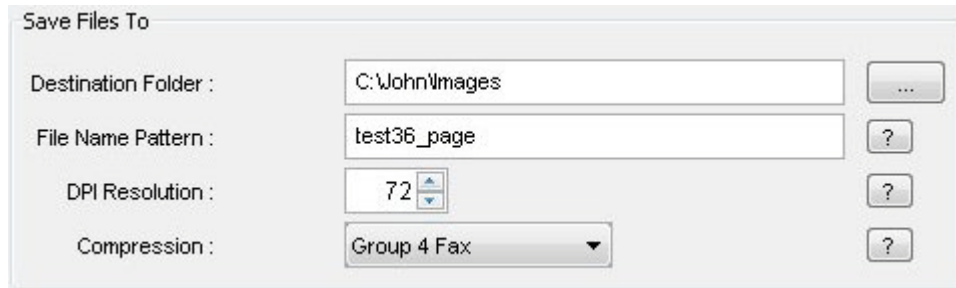 Save Files To
Destination Folder : C:\John\Images ...
File Name Pattern : test36_page ?
DPI Resolution : 72 ?
Compression : Group 4 Fax ?